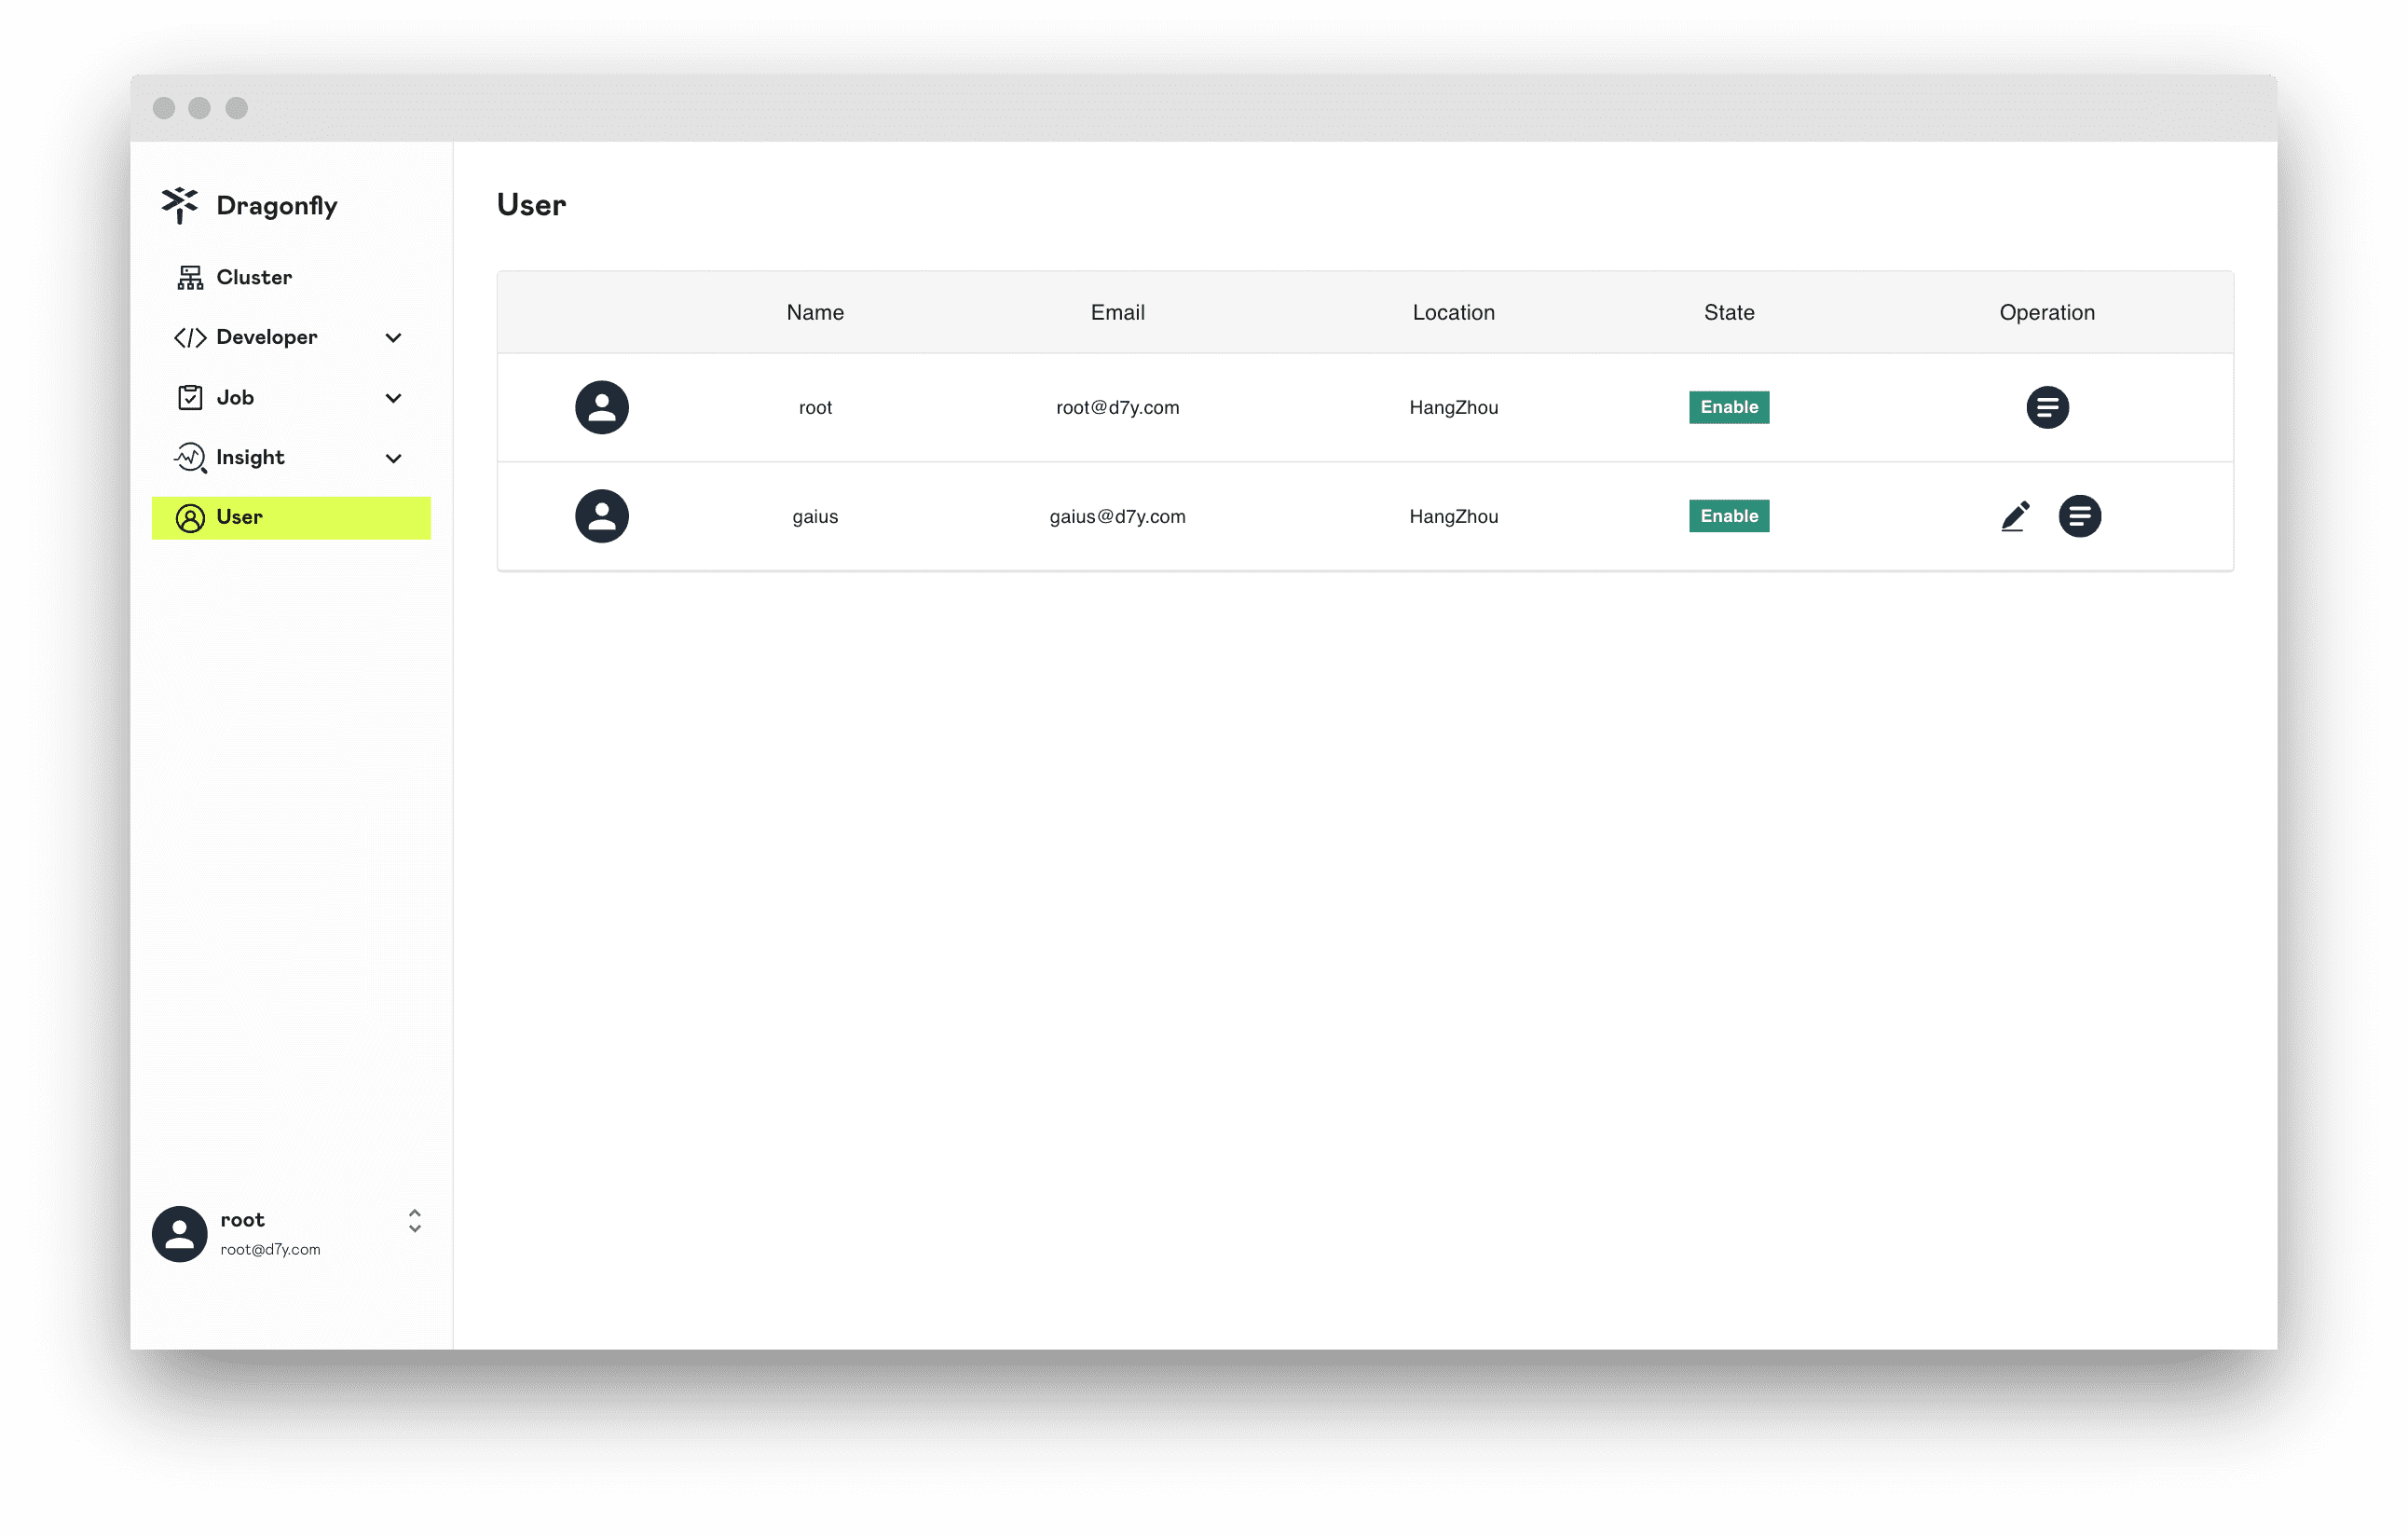 Dragonfly
Cluster
Developer
Job
Insight
User
root
root@d7y.com
User
Name Email Location State Operation
root root@d7y.com HangZhou Enable
gaius gaius@d7y.com HangZhou Enable